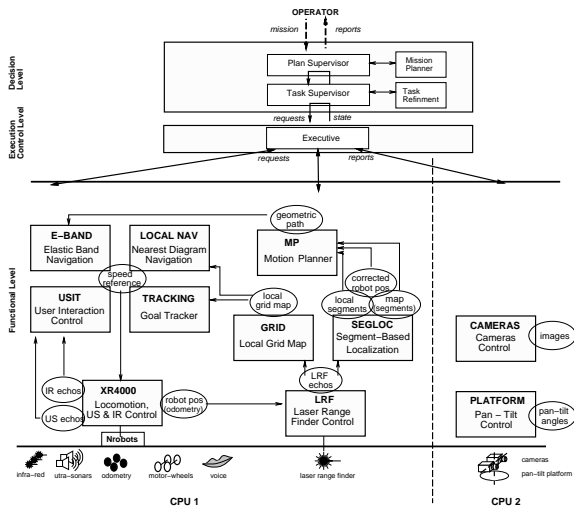 OPERATOR
mission
reports
Decision
Level
Plan Supervisor
Mission
Planner
Task Supervisor
Task
Refinment
requests
state
Execution
Control Level
Executive
requests
reports
Functional Level
geometric
path
E-BAND
Elastic Band
Navigation
LOCAL NAV
Nearest Diagram
Navigation
MP
Motion Planner
speed
reference
corrected
robot pos
USIT
User Interaction
Control
TRACKING
Goal Tracker
local
grid map
local
segments
map
(segments)
GRID
Local Grid Map
SEGLOC
Segment-Based
Localization
CAMERAS
Cameras
Control
images
LRF
echos
IR echos
US echos
XR4000
Locomotion,
US & IR Control
robot pos
(odometry)
LRF
Laser Range
Finder Control
PLATFORM
Pan - Tilt
Control
pan-tilt
angles
Nrobots
infra-red
utra-sonars
odometry
motor-wheels
voice
laser range finder
cameras
pan-tilt platform
CPU 1
CPU 2